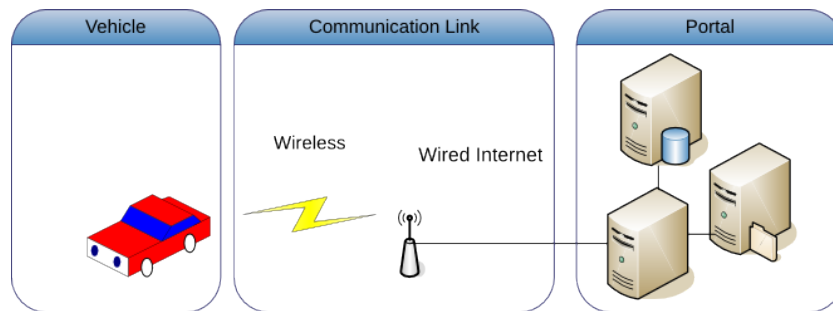 Vehicle
Communication Link
Portal
Wireless
Wired Internet